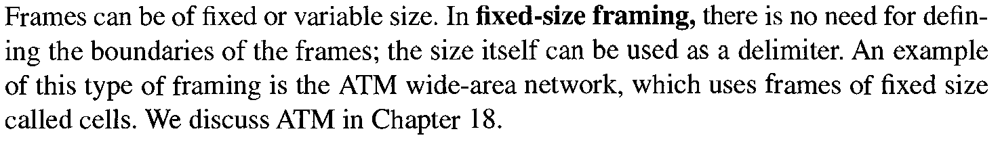 Frames can be of fixed or variable size. In fixed-size framing, there is no need for defin-
ing the boundaries of the frames; the size itself can be used as a delimiter. An example
of this type of framing is the ATM wide-area network, which uses frames of fixed size
called cells. We discuss ATM in Chapter 18.